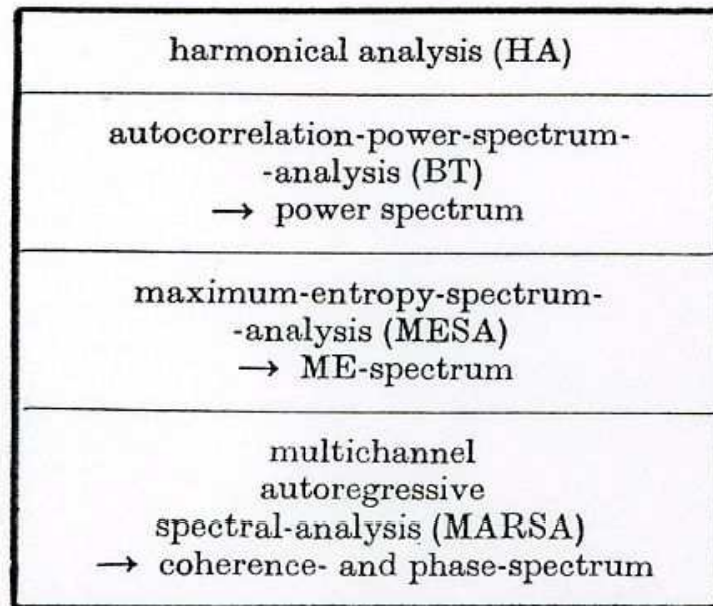 harmonical analysis (HA)
autocorrelation-power-spectrum-
-analysis (BT)
→ power spectrum
maximum-entropy-spectrum-
-analysis (MESA)
→ ME-spectrum
multichannel
autoregressive
spectral-analysis (MARSA)
→ coherence- and phase-spectrum